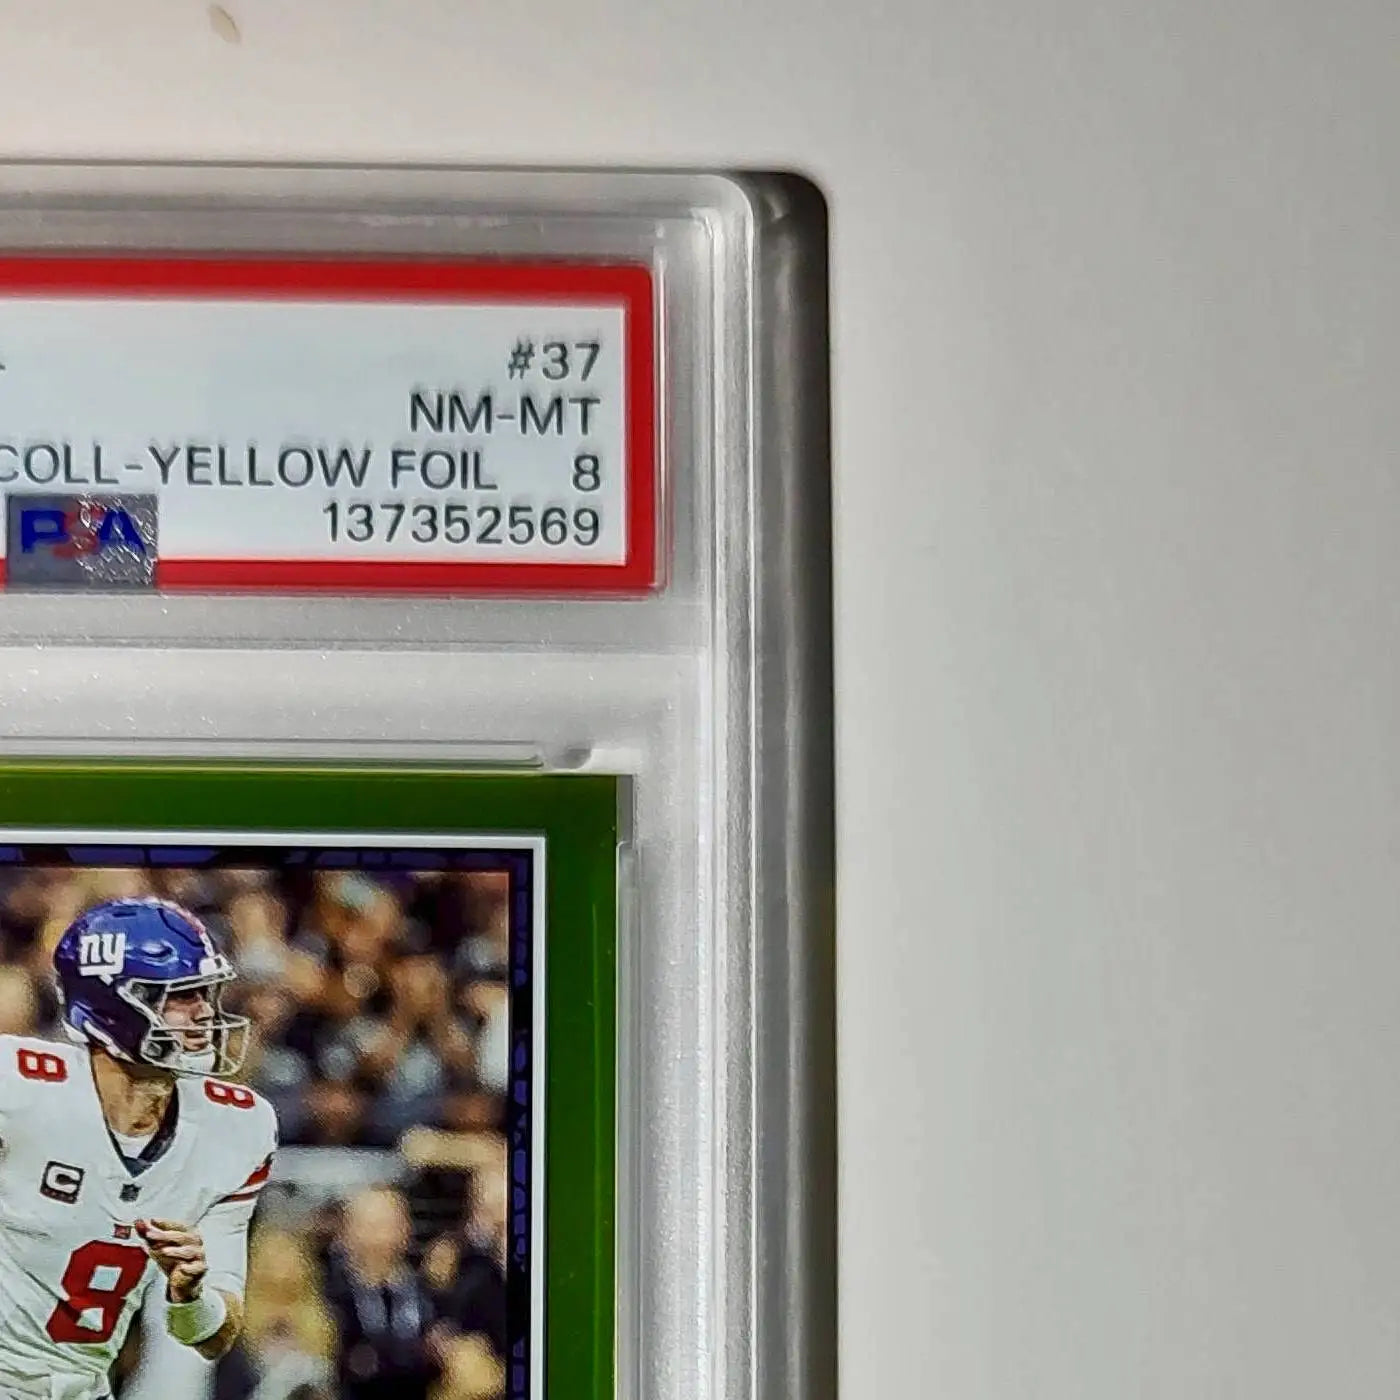 #37
NM-MT
COLL-YELLOW FOIL 8
PSA 137352569
ny
8 8
C
8